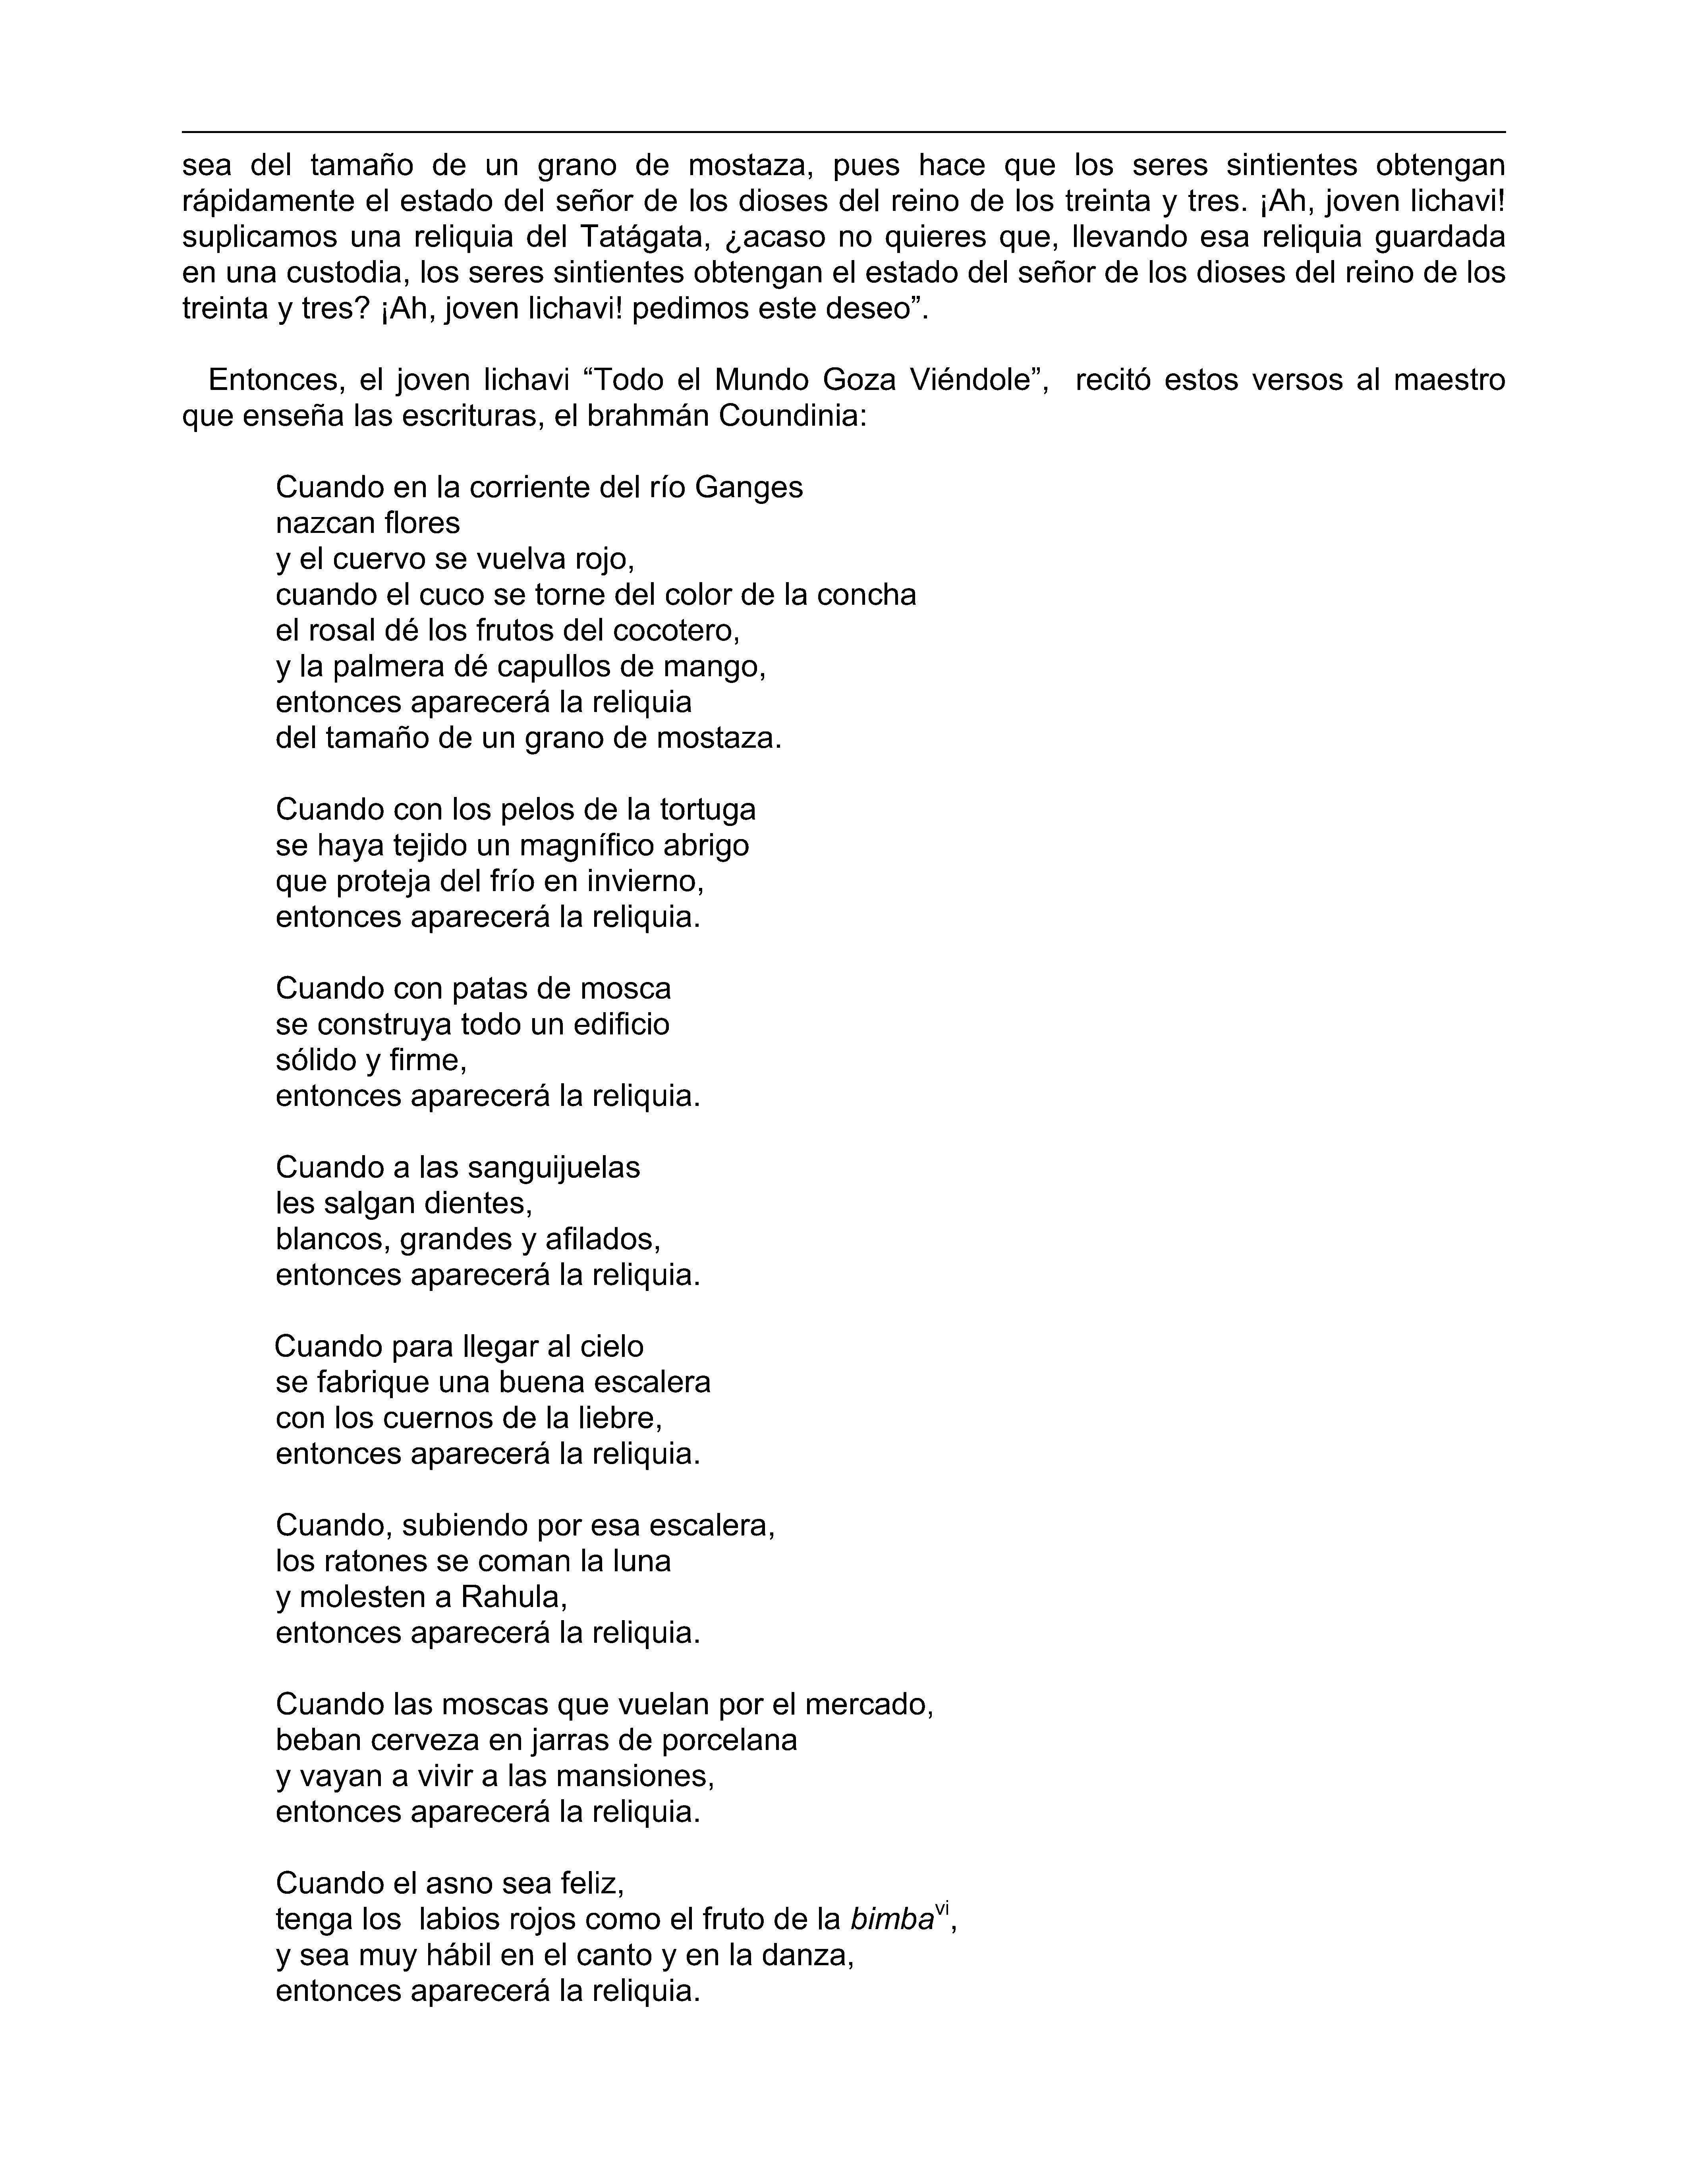 sea del tamaño de un grano de mostaza, pues hace que los seres sintientes obtengan
rápidamente el estado del señor de los dioses del reino de los treinta y tres. ¡Ah, joven lichavi!
suplicamos una reliquia del Tatágata, ¿acaso no quieres que, llevando esa reliquia guardada
en una custodia, los seres sintientes obtengan el estado del señor de los dioses del reino de los
treinta y tres? ¡Ah, joven lichavi! pedimos este deseo”.
Entonces, el joven lichavi “Todo el Mundo Goza Viéndole”, recitó estos versos al maestro
que enseña las escrituras, el brahmán Coundinia:
Cuando en la corriente del río Ganges
nazcan flores
y el cuervo se vuelva rojo,
cuando el cuco se torne del color de la concha
el rosal dé los frutos del cocotero,
y la palmera dé capullos de mango,
entonces aparecerá la reliquia
del tamaño de un grano de mostaza.
Cuando con los pelos de la tortuga
se haya tejido un magnífico abrigo
que proteja del frío en invierno,
entonces aparecerá la reliquia.
Cuando con patas de mosca
se construya todo un edificio
sólido y firme,
entonces aparecerá la reliquia.
Cuando a las sanguijuelas
les salgan dientes,
blancos, grandes y afilados,
entonces aparecerá la reliquia.
Cuando para llegar al cielo
se fabrique una buena escalera
con los cuernos de la liebre,
entonces aparecerá la reliquia.
Cuando, subiendo por esa escalera,
los ratones se coman la luna
y molesten a Rahula,
entonces aparecerá la reliquia.
Cuando las moscas que vuelan por el mercado,
beban cerveza en jarras de porcelana
y vayan a vivir a las mansiones,
entonces aparecerá la reliquia.
Cuando el asno sea feliz,
tenga los labios rojos como el fruto de la bimba vi,
y sea muy hábil en el canto y en la danza,
entonces aparecerá la reliquia.